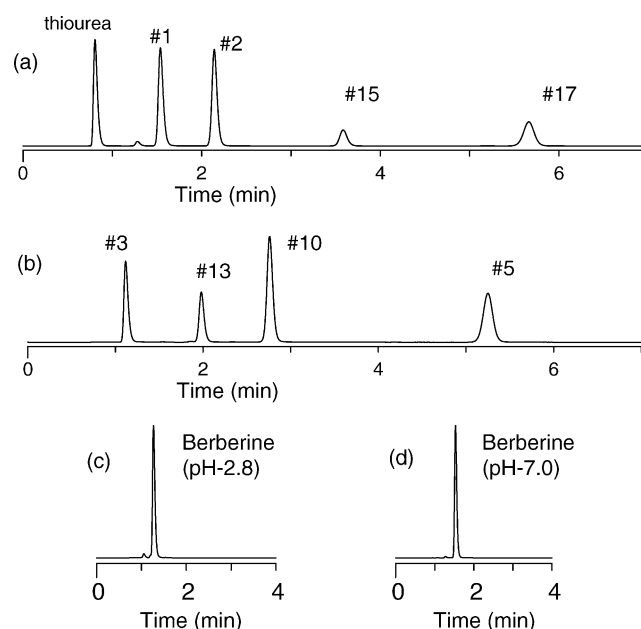 thiourea
(a)
#1
#2
#15
#17
0 2 4 6
Time (min)
(b)
#3
#13
#10
#5
0 2 4 6
Time (min)
(c)
Berberine
(pH-2.8)
0 2 4
Time (min)
(d)
Berberine
(pH-7.0)
0 2 4
Time (min)